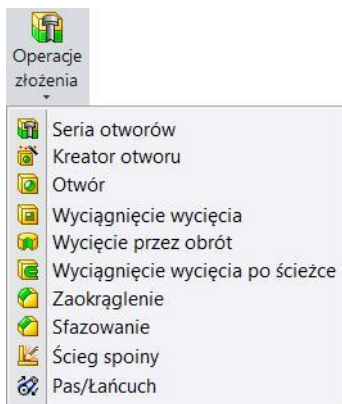 Operacje
złożenia
Seria otworów
Kreator otworu
Otwór
Wyciągnięcie wycięcia
Wycięcie przez obrót
Wyciągnięcie wycięcia po ścieżce
Zaokrąglenie
Sfazowanie
Ścieg spoiny
Pas/Łańcuch